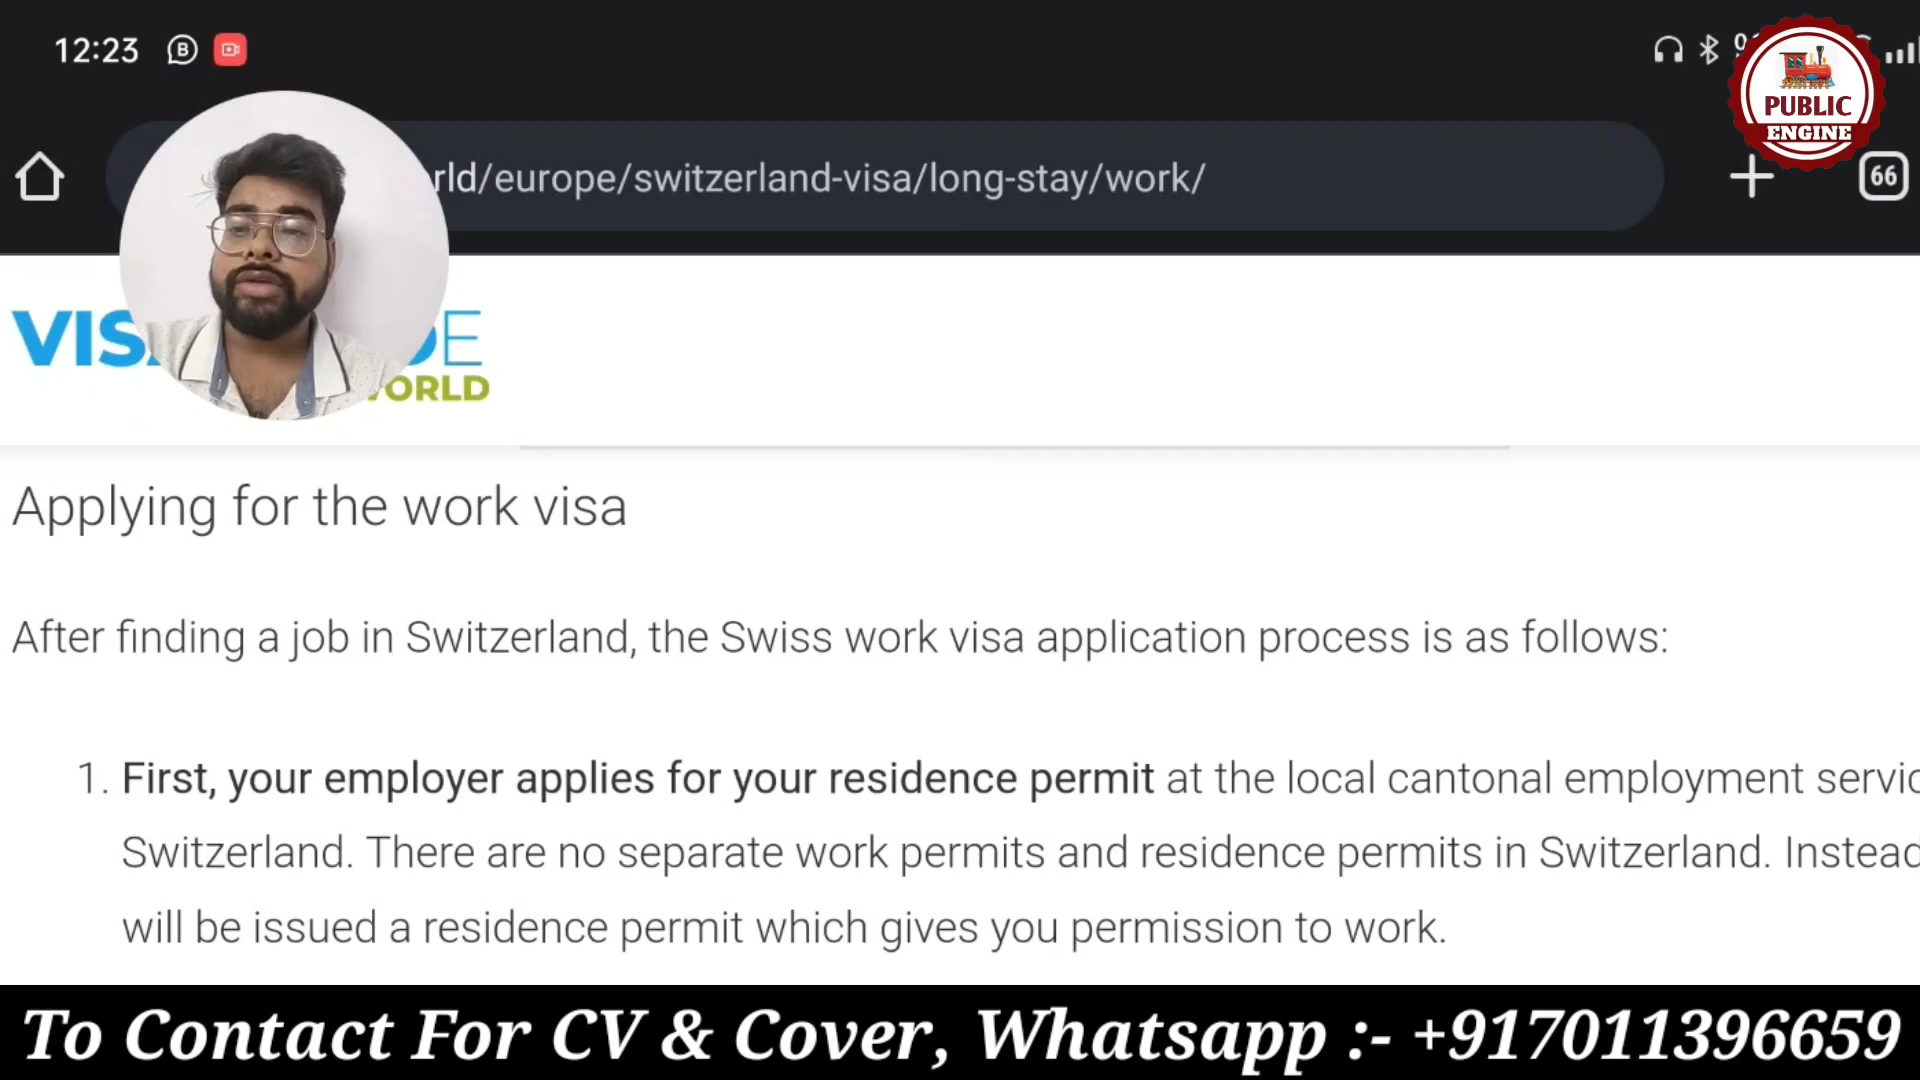 12:23
PUBLIC
ENGINE
rld/europe/switzerland-visa/long-stay/work/
66
VIS
DE
ORLD
Applying for the work visa
After finding a job in Switzerland, the Swiss work visa application process is as follows:
1. First, your employer applies for your residence permit at the local cantonal employment servic
Switzerland. There are no separate work permits and residence permits in Switzerland. Instead
will be issued a residence permit which gives you permission to work.
To Contact For CV & Cover, Whatsapp :- +917011396659